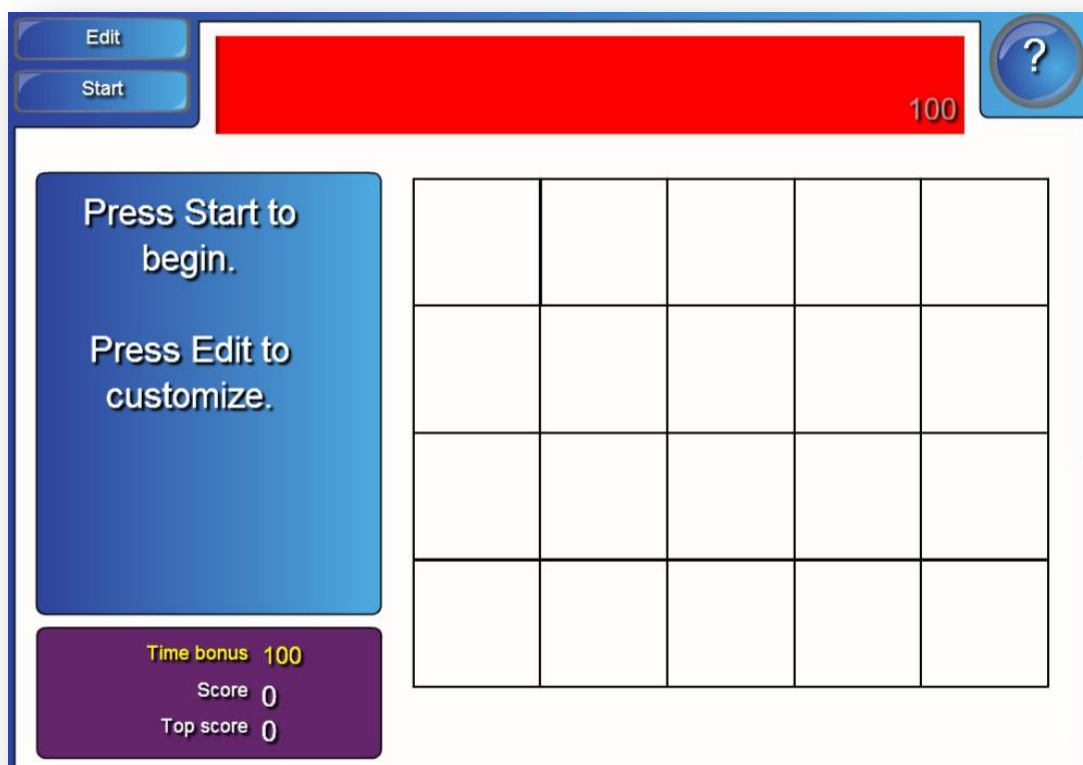 Edit
Start
100
?
Press Start to
begin.
Press Edit to
customize.
Time bonus 100
Score 0
Top score 0